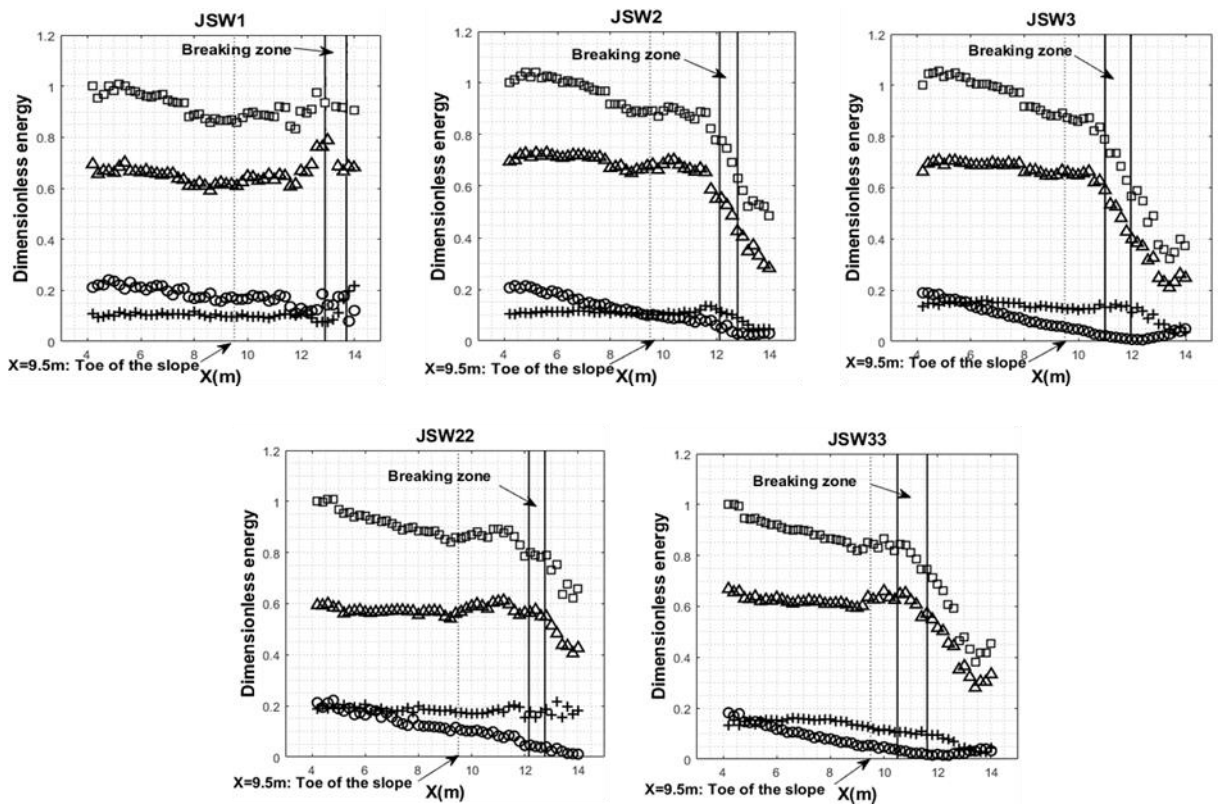 JSW1
Breaking zone
Dimensionless energy
1.2
1
0.8
0.6
0.4
0.2
0
4 6 8 10 12 14
X=9.5m: Toe of the slope
X(m)
JSW2
Breaking zone
Dimensionless energy
1.2
1
0.8
0.6
0.4
0.2
0
4 6 8 10 12 14
X=9.5m: Toe of the slope
X(m)
JSW3
Breaking zone
Dimensionless energy
1.2
1
0.8
0.6
0.4
0.2
0
4 6 8 10 12 14
X=9.5m: Toe of the slope
X(m)
JSW22
Breaking zone
Dimensionless energy
1.2
1
0.8
0.6
0.4
0.2
0
4 6 8 10 12 14
X=9.5m: Toe of the slope
X(m)
JSW33
Breaking zone
Dimensionless energy
1.2
1
0.8
0.6
0.4
0.2
0
4 6 8 10 12 14
X=9.5m: Toe of the slope
X(m)